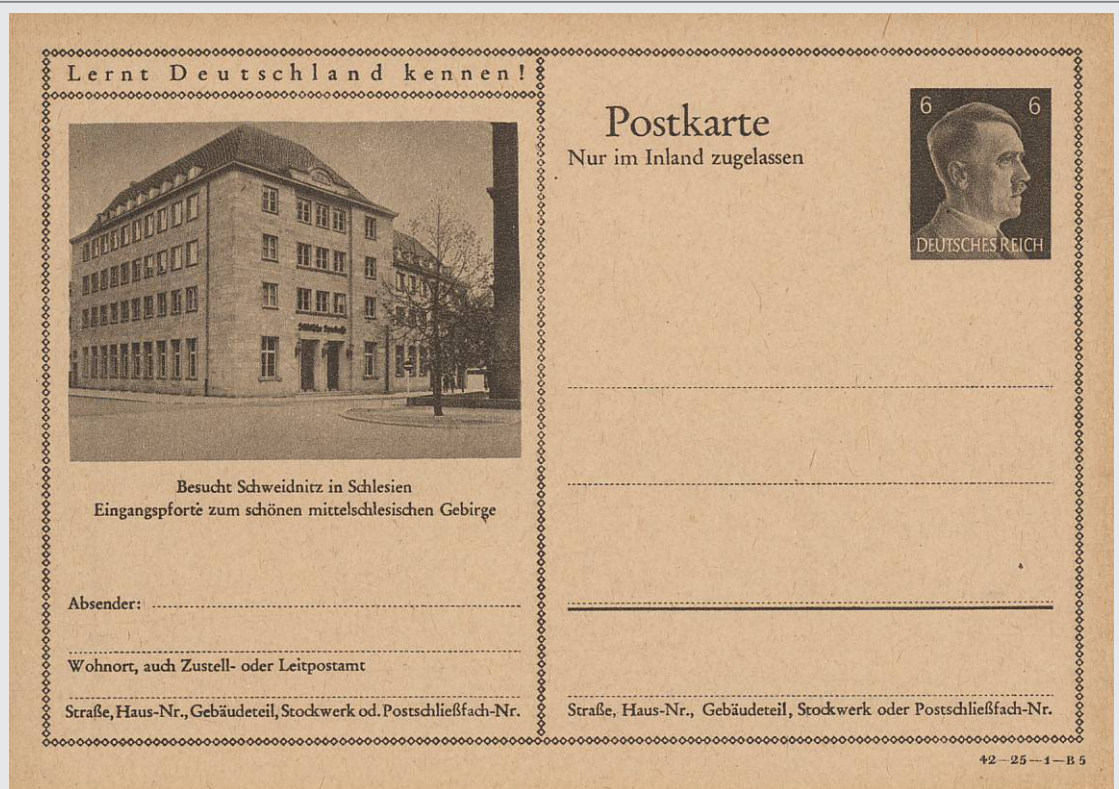 Lernt Deutschland kennen!
Besucht Schweidnitz in Schlesien
Eingangspforte zum schönen mittelschlesischen Gebirge
Absender:
Wohnort, auch Zustell- oder Leitpostamt
Straße, Haus-Nr., Gebäudeteil, Stockwerk od. Postschließfach-Nr.
Postkarte
Nur im Inland zugelassen
6 6
DEUTSCHES REICH
Straße, Haus-Nr., Gebäudeteil, Stockwerk oder Postschließfach-Nr.
42–25–1–B 5